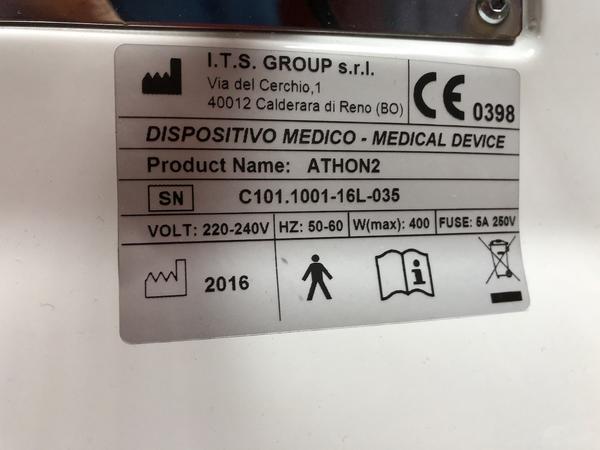 I.T.S. GROUP s.r.l.
Via del Cerchio,1
40012 Calderara di Reno (BO)
CE 0398
DISPOSITIVO MEDICO - MEDICAL DEVICE
Product Name: ATHON2
SN C101.1001-16L-035
VOLT: 220-240V HZ: 50-60 W(max): 400 FUSE: 5A 250V
2016
i